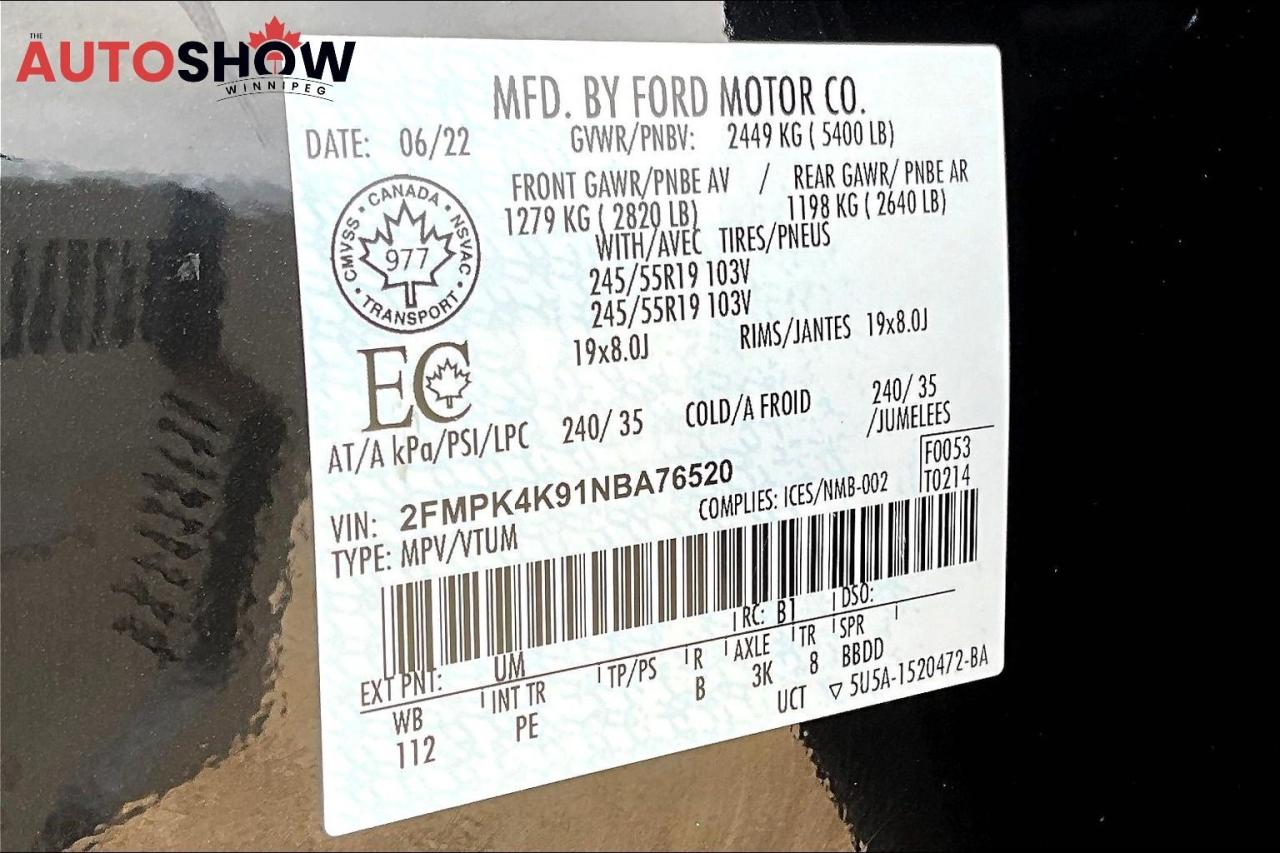 THE
AUTOSHOW
WINNIPEG
MFD. BY FORD MOTOR CO.
DATE: 06/22 GVWR/PNBV: 2449 KG ( 5400 LB)
FRONT GAWR/PNBE AV / REAR GAWR/ PNBE AR
1279 KG ( 2820 LB) 1198 KG ( 2640 LB)
WITH/AVEC TIRES/PNEUS
245/55R19 103V
245/55R19 103V
19x8.0J RIMS/JANTES 19x8.0J
CANADA
CMVSS NSVAC
977
TRANSPORT
EC
AT/A kPa/PSI/LPC 240/ 35 COLD/A FROID 240/ 35
/JUMELEES
F0053
T0214
VIN: 2FMPK4K91NBA76520 COMPLIES: ICES/NMB-002
TYPE: MPV/VTUM
EXT PNT: UM RC: B1 DSO:
WB INT TR TP/PS R AXLE TR SPR
112 PE B 3K 8 BBDD
UCT ▽ 5U5A-1520472-BA